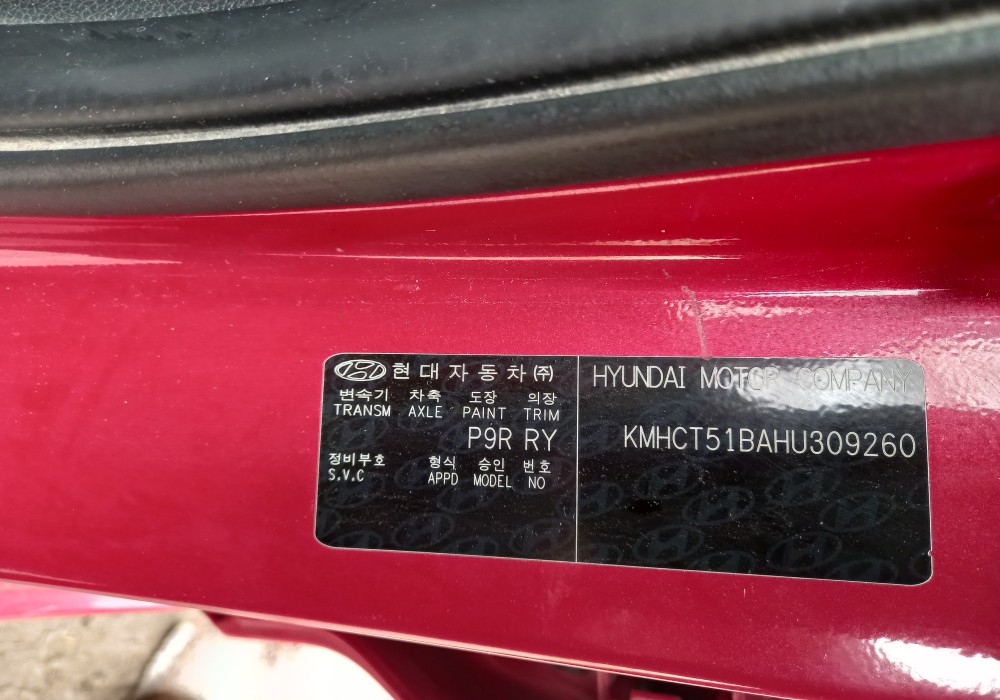 현대자동차㈜
변속기 차축 도장 의장
TRANSM AXLE PAINT TRIM
P9R RY
정비부호 형식 승인 번호
S.V.C APPD MODEL NO
HYUNDAI MOTOR COMPANY
KMHCT51BAHU309260